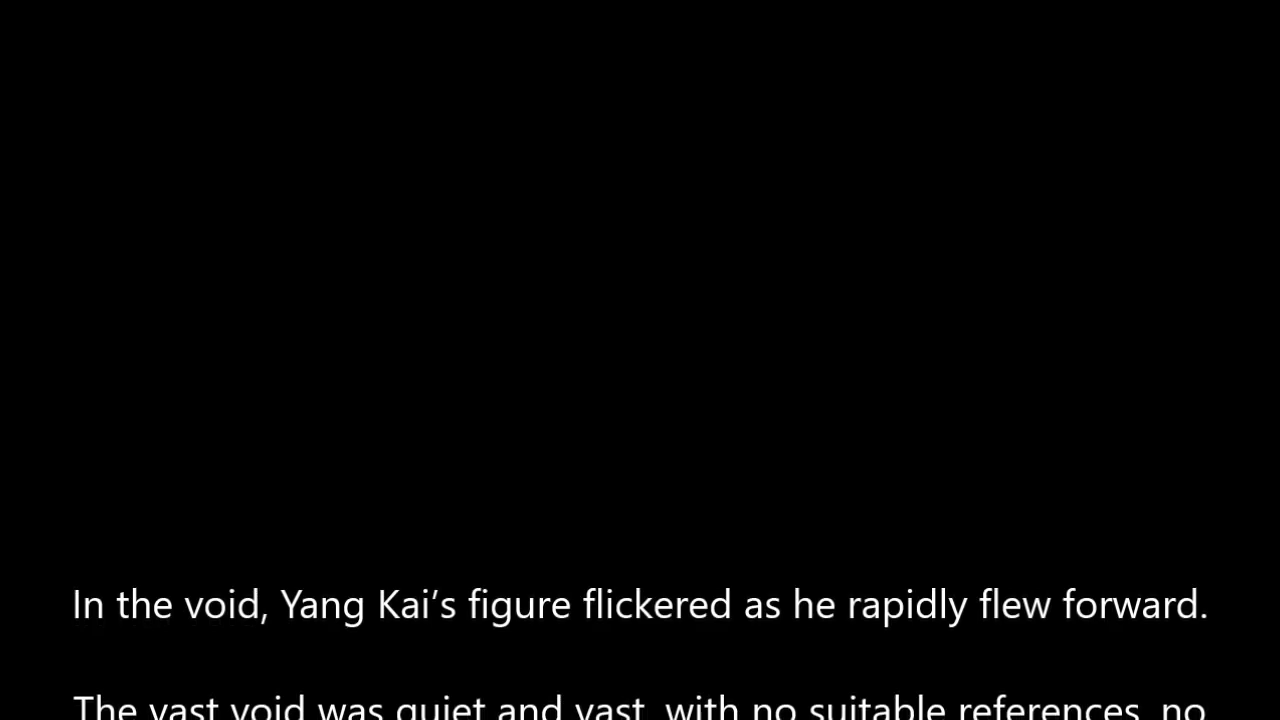 In the void, Yang Kai’s figure flickered as he rapidly flew forward.
The vast void was quiet and vast, with no suitable references, no